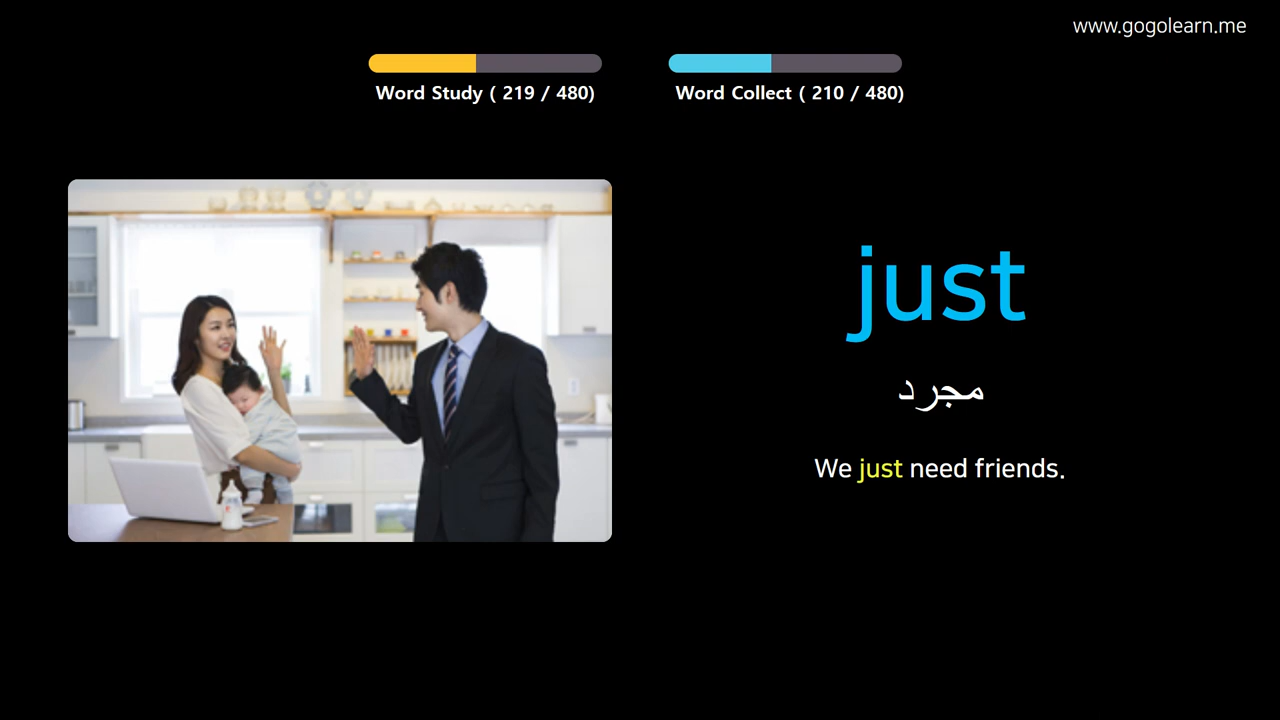 www.gogolearn.me
Word Study ( 219 / 480)
Word Collect ( 210 / 480)
just
مجرد
We just need friends.